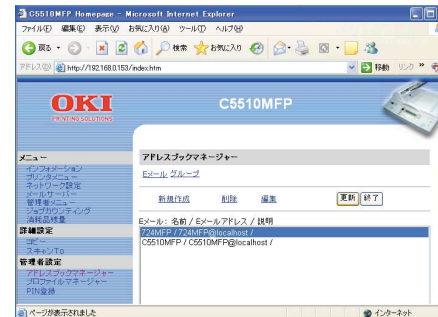 C5510MFP Homepage - Microsoft Internet Explorer
ファイル(F) 編集(E) 表示(V) お気に入り(A) ツール(T) ヘルプ(H)
戻る 検索 お気に入り
アドレス(D) http://192.168.0.153/index.htm 移動 リンク »
OKI
PRINTING SOLUTIONS
C5510MFP
メニュー
インフォメーション
プリンタメニュー
ネットワーク設定
メールサーバー
管理者メニュー
ジョブアカウンティング
消耗品残量
詳細設定
コピー
スキャンTo
管理者設定
アドレスブックマネージャー
プロファイルマネージャー
PIN登録
アドレスブックマネージャー
Eメール グループ
新規作成 削除 編集 更新 終了
Eメール: 名前 / Eメールアドレス / 説明
724MFP / 724MFP@localhost /
C5510MFP / C5510MFP@localhost /
ページが表示されました インターネット